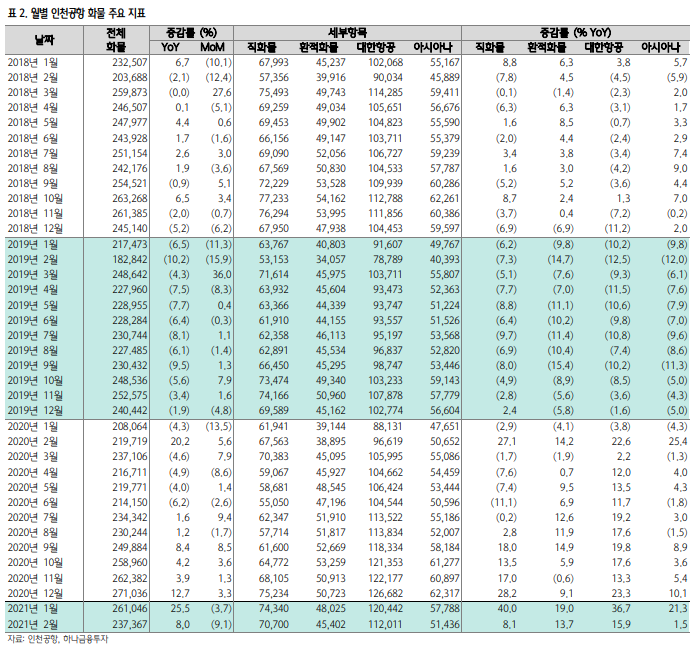 표 2. 월별 인천공항 화물 주요 지표
날짜 전체 화물 증감률 (%) 세부항목 증감률 (% YoY)
YoY MoM 직화물 환적화물 대한항공 아시아나 직화물 환적화물 대한항공 아시아나
2018년 1월 232,507 6.7 (10.1) 67,993 45,237 102,068 55,167 8.8 6.3 3.8 5.7
2018년 2월 203,688 (2.1) (12.4) 57,356 39,916 90,034 45,889 (7.8) 4.5 (4.5) (5.9)
2018년 3월 259,873 (0.0) 27.6 75,493 49,743 114,285 59,411 (0.1) (1.4) (2.3) 2.0
2018년 4월 246,507 0.1 (5.1) 69,259 49,034 105,651 56,676 (6.3) 6.3 (3.1) 1.7
2018년 5월 247,977 4.4 0.6 69,453 49,902 104,823 55,590 1.6 8.5 (0.7) 3.3
2018년 6월 243,928 1.7 (1.6) 66,156 49,147 103,711 55,379 (2.0) 4.4 (2.4) 2.9
2018년 7월 251,154 2.6 3.0 69,090 52,056 106,727 57,239 3.4 3.8 (3.4) 7.4
2018년 8월 242,176 1.9 (3.6) 67,569 50,830 104,533 57,787 1.6 3.0 (4.2) 9.0
2018년 9월 254,521 (0.9) 5.1 72,229 53,528 109,939 60,286 (5.2) 5.2 (3.6) 4.4
2018년 10월 263,268 6.5 3.4 77,233 54,162 112,788 62,261 8.7 2.4 1.3 7.0
2018년 11월 261,385 (2.0) (0.7) 76,294 53,995 111,856 60,386 (3.7) 0.4 (7.2) (0.2)
2018년 12월 245,140 (5.2) (6.2) 67,950 47,938 104,453 59,597 (6.9) (6.9) (11.2) 2.0
2019년 1월 217,473 (6.5) (11.3) 63,767 40,803 91,607 49,767 (6.2) (9.8) (10.2) (9.8)
2019년 2월 182,842 (10.2) (15.9) 53,153 34,057 78,789 40,393 (7.3) (14.7) (12.5) (12.0)
2019년 3월 248,642 (4.3) 36.0 71,614 45,975 103,711 55,807 (5.1) (7.6) (9.3) (6.1)
2019년 4월 227,960 (7.5) (8.3) 63,932 45,604 93,473 52,363 (7.7) (7.0) (11.5) (7.6)
2019년 5월 228,955 (7.7) 0.4 63,366 44,339 93,747 51,224 (8.8) (11.1) (10.6) (7.9)
2019년 6월 228,284 (6.4) (0.3) 61,910 44,155 93,557 51,526 (6.4) (10.2) (9.8) (7.0)
2019년 7월 230,744 (8.1) 1.1 62,358 46,113 95,197 53,568 (9.7) (11.4) (10.8) (9.6)
2019년 8월 227,485 (6.1) (1.4) 62,891 45,534 96,837 52,820 (6.9) (10.4) (7.4) (8.6)
2019년 9월 230,432 (9.5) 1.3 66,450 45,295 98,747 53,446 (8.0) (15.4) (10.2) (11.3)
2019년 10월 248,536 (5.6) 7.9 73,474 49,340 103,233 59,143 (4.9) (8.9) (8.5) (5.0)
2019년 11월 252,575 (3.4) 1.6 74,166 50,960 107,878 57,779 (2.8) (5.6) (3.6) (4.3)
2019년 12월 240,442 (1.9) (4.8) 69,589 45,162 102,774 56,604 2.4 (5.8) (1.6) (5.0)
2020년 1월 208,064 (4.3) (13.5) 61,941 39,144 88,131 47,651 (2.9) (4.1) (3.8) (4.3)
2020년 2월 219,719 20.2 5.6 67,563 38,895 96,619 50,652 27.1 14.2 22.6 25.4
2020년 3월 237,106 (4.6) 7.9 70,383 45,095 105,995 55,086 (1.7) (1.9) 2.2 (1.3)
2020년 4월 216,711 (4.9) (8.6) 59,067 45,927 104,662 54,459 (7.6) 0.7 12.0 4.0
2020년 5월 219,771 (4.0) 1.4 58,681 48,545 106,424 53,444 (7.4) 9.5 13.5 4.3
2020년 6월 214,150 (6.2) (2.6) 55,050 47,196 104,544 50,596 (11.1) 6.9 11.7 (1.8)
2020년 7월 234,342 1.6 9.4 62,347 51,910 113,522 55,186 (0.2) 12.6 19.2 3.0
2020년 8월 230,244 1.2 (1.7) 57,714 51,817 113,834 52,007 2.8 11.9 17.6 (1.5)
2020년 9월 249,884 8.4 8.5 61,600 52,669 118,334 58,184 18.0 14.9 19.8 8.9
2020년 10월 258,960 4.2 3.6 64,772 53,259 121,353 61,277 13.5 5.9 17.6 3.6
2020년 11월 262,382 3.9 1.3 68,105 50,913 122,177 60,897 17.0 (0.6) 13.3 5.4
2020년 12월 271,036 12.7 3.3 75,234 50,723 126,682 62,317 28.2 9.1 23.3 10.1
2021년 1월 261,046 25.5 (3.7) 74,340 48,025 120,442 57,788 40.0 19.0 36.7 21.3
2021년 2월 237,367 8.0 (9.1) 70,700 45,402 112,011 51,436 8.1 13.7 15.9 1.5
자료: 인천공항, 하나금융투자